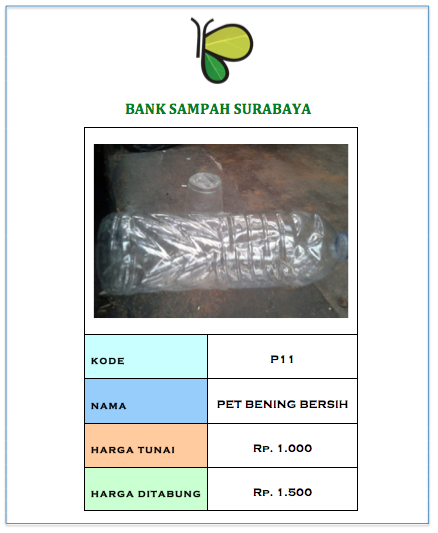 BANK SAMPAH SURABAYA
KODE P11
NAMA PET BENING BERSIH
HARGA TUNAI Rp. 1.000
HARGA DITABUNG Rp. 1.500